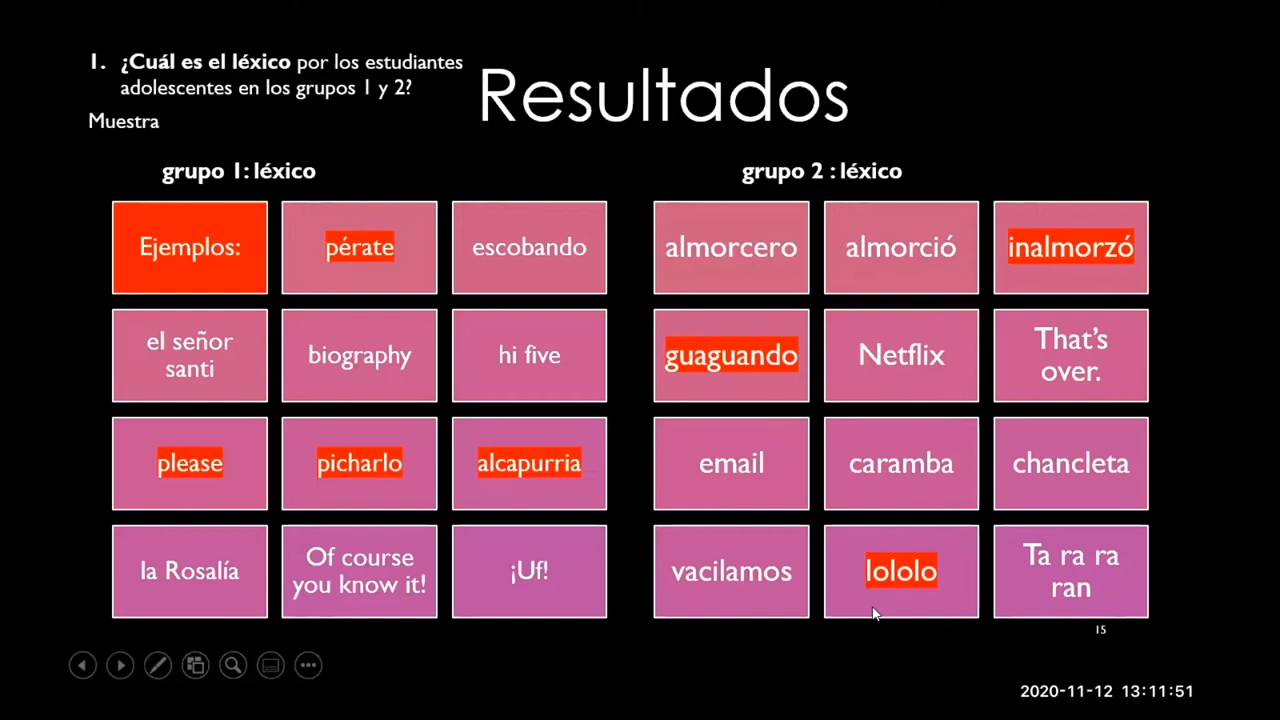 1. ¿Cuál es el léxico por los estudiantes
adolescentes en los grupos 1 y 2?
Muestra
Resultados
grupo 1: léxico
Ejemplos:
pérate
escobando
el señor
santi
biography
hi five
please
picharlo
alcapurria
la Rosalía
Of course
you know it!
¡Uf!
grupo 2 : léxico
almorcero
almorció
inalmorzó
guaguando
Netflix
That's
over.
email
caramba
chancleta
vacilamos
lololo
Ta ra ra
ran
15
2020-11-12 13:11:51